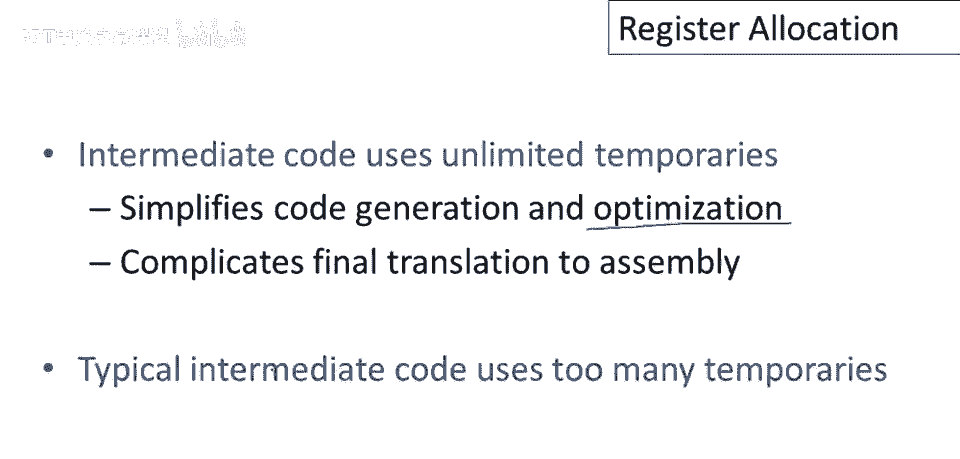 Register Allocation
• Intermediate code uses unlimited temporaries
– Simplifies code generation and optimization
– Complicates final translation to assembly
• Typical intermediate code uses too many temporaries